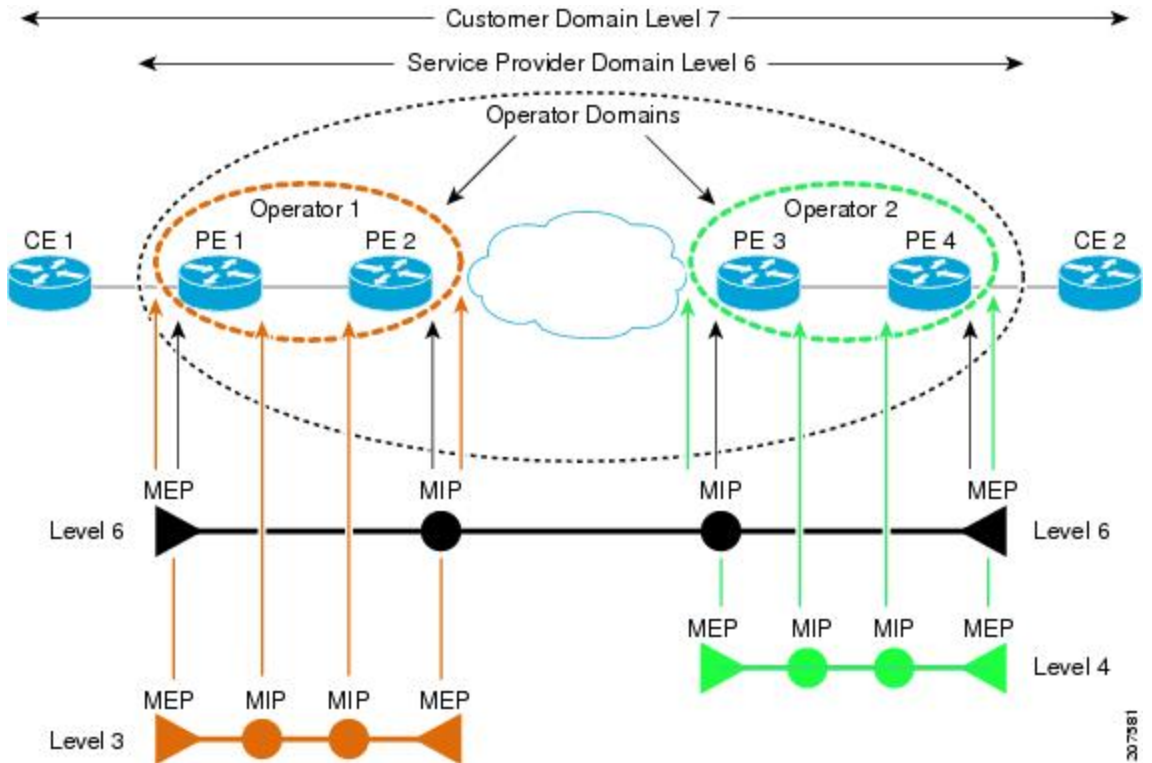 Customer Domain Level 7
Service Provider Domain Level 6
Operator Domains
Operator 1
Operator 2
CE 1
PE 1
PE 2
PE 3
PE 4
CE 2
MEP
MIP
MIP
MEP
Level 6
Level 6
MEP
MIP
MIP
MEP
Level 4
MEP
MIP
MIP
MEP
Level 3
207581